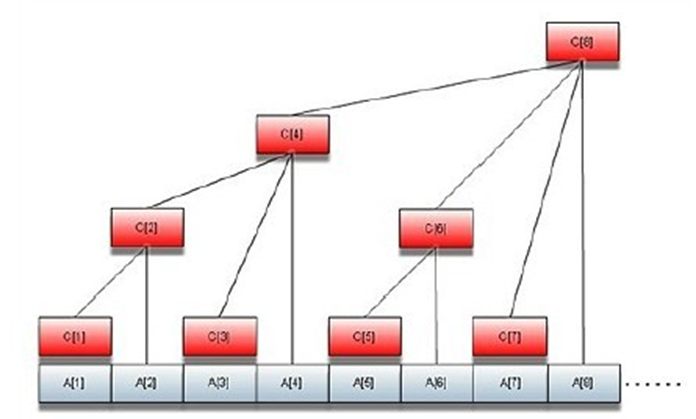 C[8]
C[4]
C[2] C[6]
C[1] C[3] C[5] C[7]
A[1] A[2] A[3] A[4] A[5] A[6] A[7] A[8] ......